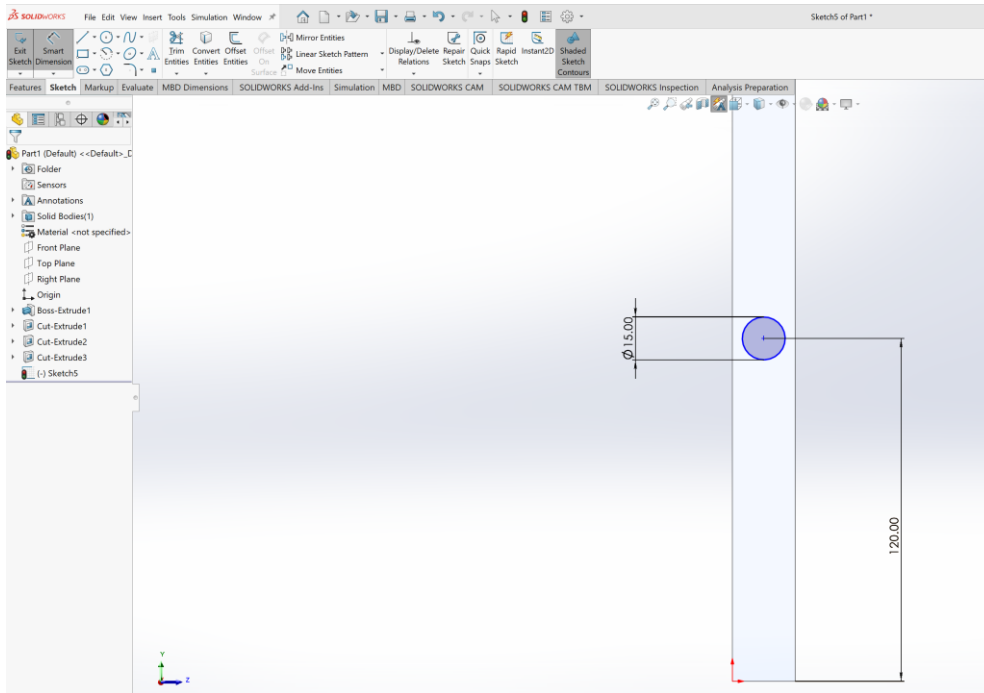 SOLIDWORKS File Edit View Insert Tools Simulation Window Sketch5 of Part1 *
Exit Sketch
Smart Dimension
Trim Entities
Convert Entities
Offset Entities
Offset On Surface
Mirror Entities
Linear Sketch Pattern
Move Entities
Display/Delete Relations
Repair Sketch
Quick Snaps
Rapid Sketch
Instant2D
Shaded Sketch Contours
Features Sketch Markup Evaluate MBD Dimensions SOLIDWORKS Add-Ins Simulation MBD SOLIDWORKS CAM SOLIDWORKS CAM TBM SOLIDWORKS Inspection Analysis Preparation
Part1 (Default) <<Default>_D
Folder
Sensors
Annotations
Solid Bodies(1)
Material <not specified>
Front Plane
Top Plane
Right Plane
Origin
Boss-Extrude1
Cut-Extrude1
Cut-Extrude2
Cut-Extrude3
(-) Sketch5
Ø15.00
120.00
Y
Z